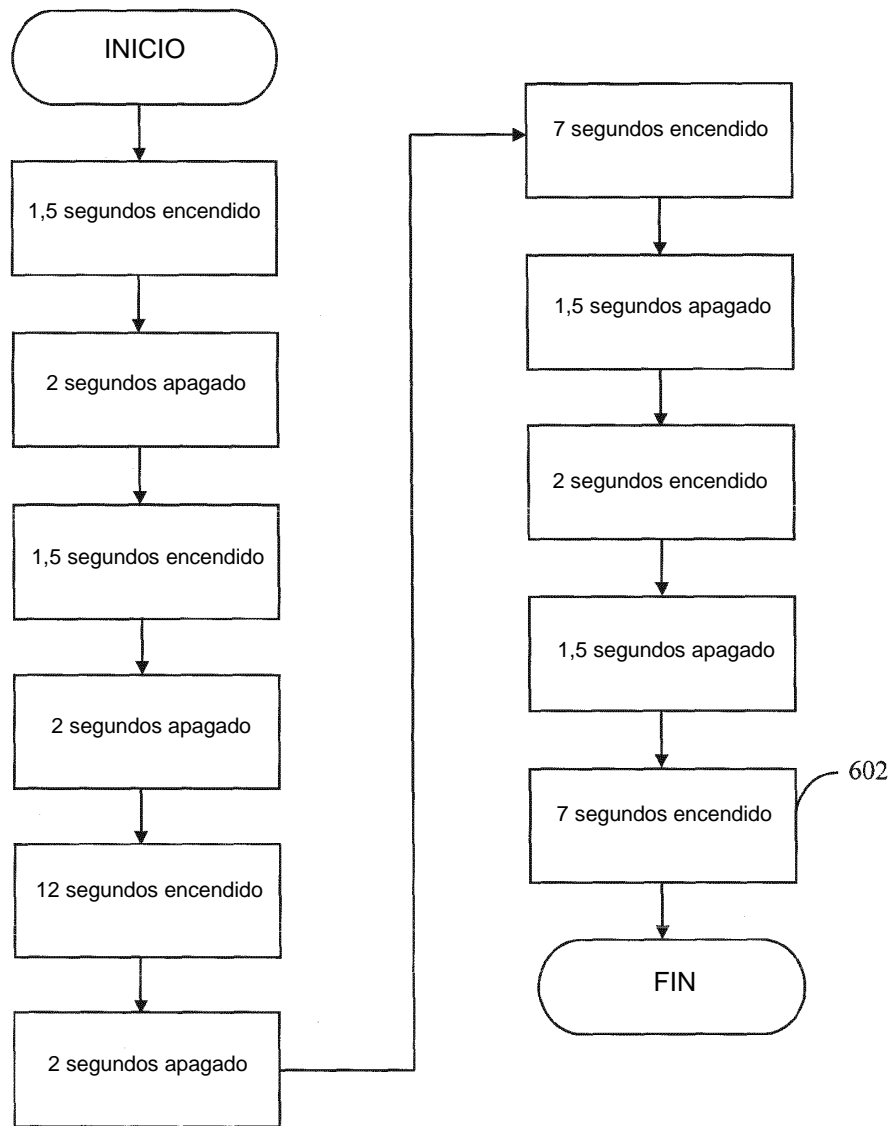 INICIO
1,5 segundos encendido
2 segundos apagado
1,5 segundos encendido
2 segundos apagado
12 segundos encendido
2 segundos apagado
7 segundos encendido
1,5 segundos apagado
2 segundos encendido
1,5 segundos apagado
7 segundos encendido
602
FIN